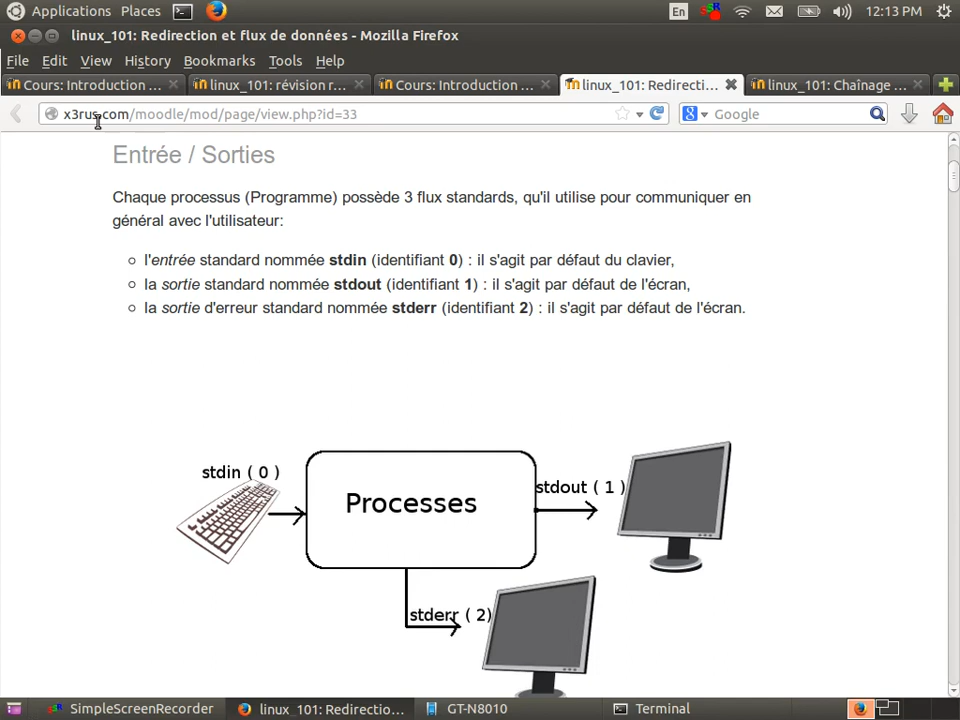 Applications Places En 12:13 PM
linux_101: Redirection et flux de données - Mozilla Firefox
File Edit View History Bookmarks Tools Help
Cours: Introduction ... linux_101: révision r... Cours: Introduction ... linux_101: Redirecti... linux_101: Chaînage ...
x3rus.com/moodle/mod/page/view.php?id=33 Google
Entrée / Sorties
Chaque processus (Programme) possède 3 flux standards, qu'il utilise pour communiquer en
général avec l'utilisateur:
l'entrée standard nommée stdin (identifiant 0) : il s'agit par défaut du clavier,
la sortie standard nommée stdout (identifiant 1) : il s'agit par défaut de l'écran,
la sortie d'erreur standard nommée stderr (identifiant 2) : il s'agit par défaut de l'écran.
stdin ( 0 )
Processes
stdout ( 1 )
stderr ( 2)
SimpleScreenRecorder linux_101: Redirectio... GT-N8010 Terminal